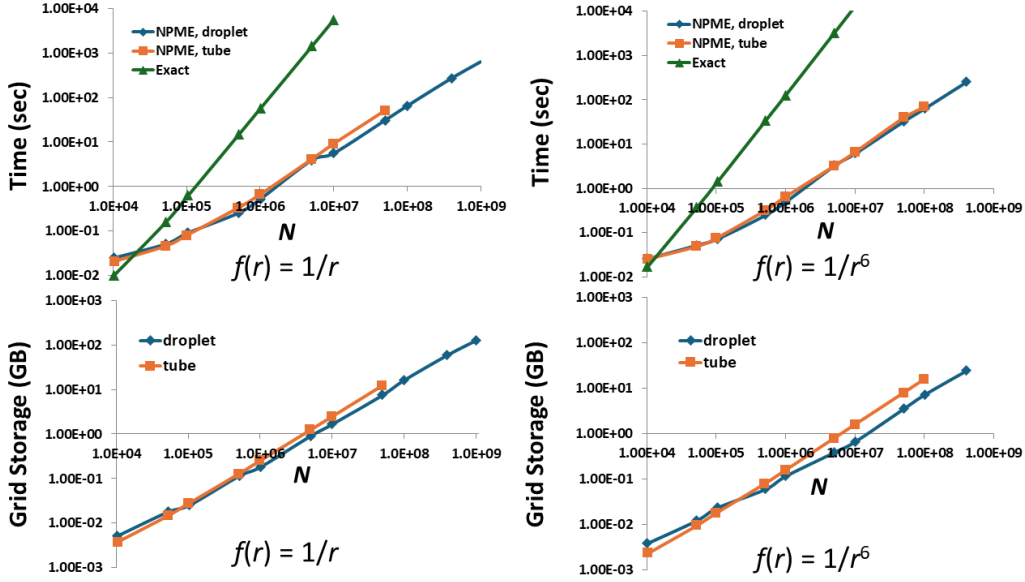 1.00E+04
NPME, droplet
NPME, tube
Exact
1.00E+03
1.00E+02
1.00E+01
1.00E+00
1.00E-01
1.00E-02
Time (sec)
1.0E+04 1.0E+05 1.0E+06 1.0E+07 1.0E+08 1.0E+09
N
f(r) = 1/r
1.00E+04
NPME, droplet
NPME, tube
Exact
1.00E+03
1.00E+02
1.00E+01
1.00E+00
1.00E-01
1.00E-02
Time (sec)
1.00E+04 1.00E+05 1.00E+06 1.00E+07 1.00E+08 1.00E+09
N
f(r) = 1/r⁶
1.00E+03
droplet
tube
1.00E+02
1.00E+01
1.00E+00
1.00E-01
1.00E-02
1.00E-03
Grid Storage (GB)
1.0E+04 1.0E+05 1.0E+06 1.0E+07 1.0E+08 1.0E+09
N
f(r) = 1/r
1.00E+03
droplet
tube
1.00E+02
1.00E+01
1.00E+00
1.00E-01
1.00E-02
1.00E-03
Grid Storage (GB)
1.00E+04 1.00E+05 1.00E+06 1.00E+07 1.00E+08 1.00E+09
N
f(r) = 1/r⁶